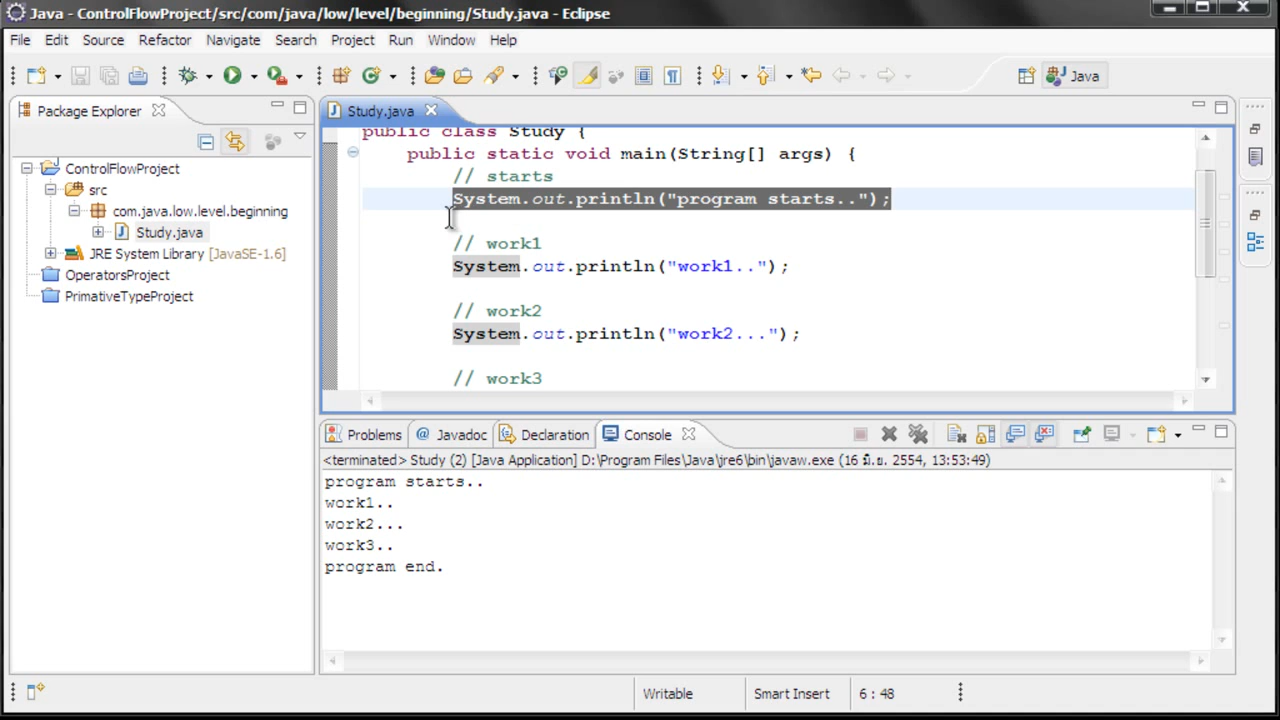 Java - ControlFlowProject/src/com/java/low/level/beginning/Study.java - Eclipse
File Edit Source Refactor Navigate Search Project Run Window Help
Java
Package Explorer
ControlFlowProject
src
com.java.low.level.beginning
Study.java
JRE System Library [JavaSE-1.6]
OperatorsProject
PrimativeTypeProject
Study.java
public class Study {
public static void main(String[] args) {
// starts
System.out.println("program starts..");
// work1
System.out.println("work1..");
// work2
System.out.println("work2...");
// work3
Problems @ Javadoc Declaration Console
<terminated> Study (2) [Java Application] D:\Program Files\Java\jre6\bin\javaw.exe (16 มิ.ย. 2554, 13:53:49)
program starts..
work1..
work2...
work3..
program end.
Writable Smart Insert 6 : 48